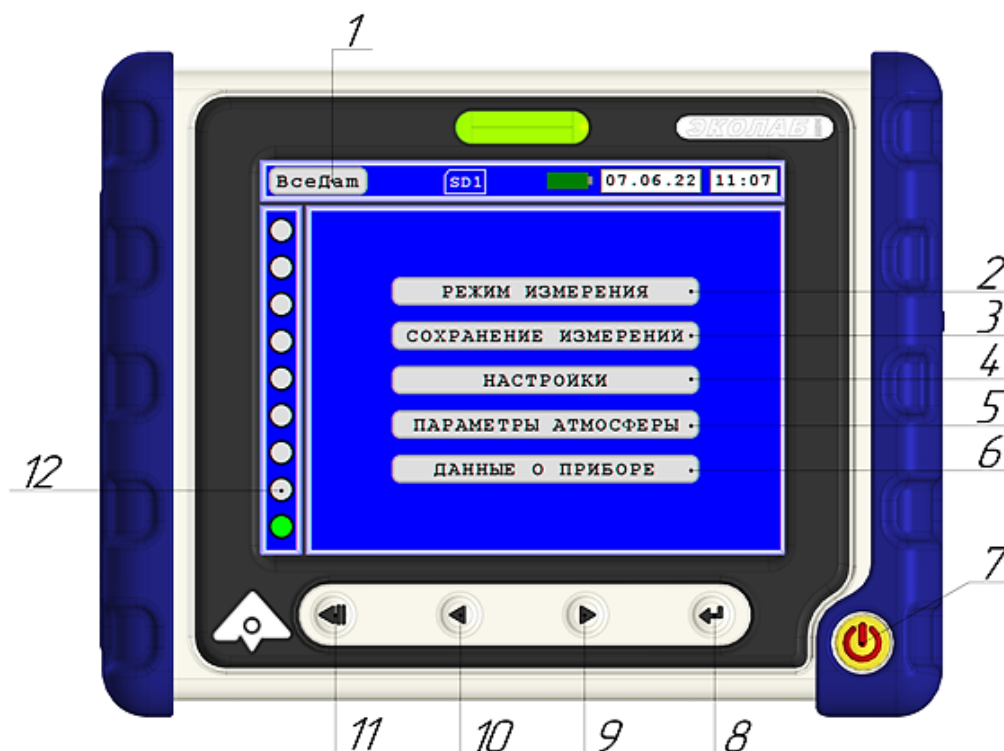 1
ЭКОЛАБ
ВсеДат SD1 07.06.22 11:07
РЕЖИМ ИЗМЕРЕНИЯ 2
СОХРАНЕНИЕ ИЗМЕРЕНИЙ 3
НАСТРОЙКИ 4
ПАРАМЕТРЫ АТМОСФЕРЫ 5
ДАННЫЕ О ПРИБОРЕ 6
12
7
11 10 9 8